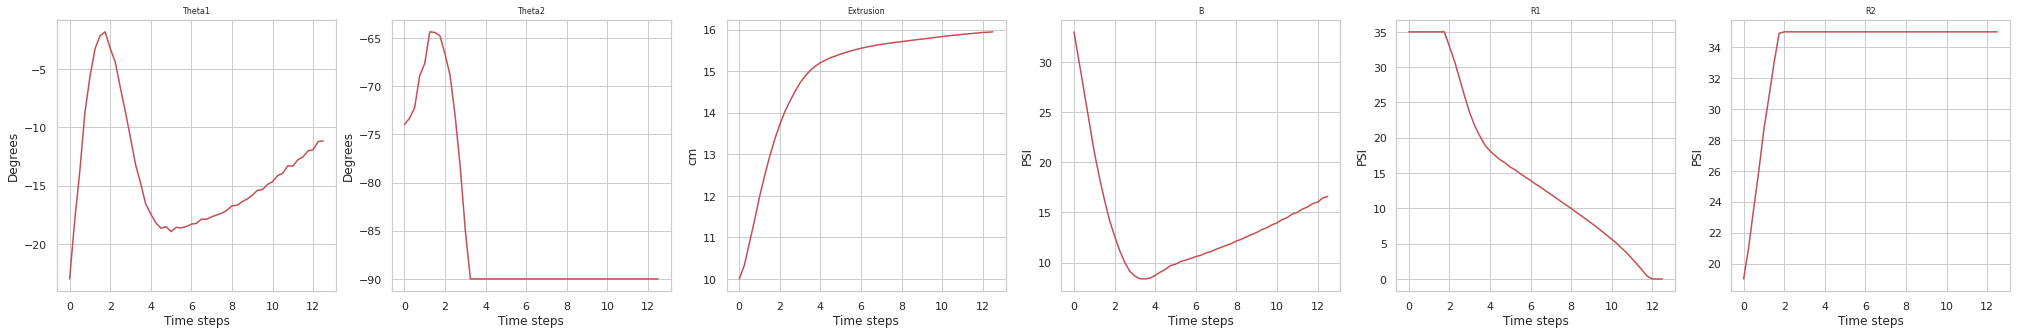 Theta1
Degrees
−5
−10
−15
−20
0 2 4 6 8 10 12
Time steps
Theta2
Degrees
−65
−70
−75
−80
−85
−90
0 2 4 6 8 10 12
Time steps
Extrusion
cm
16
15
14
13
12
11
10
0 2 4 6 8 10 12
Time steps
B
PSI
30
25
20
15
10
0 2 4 6 8 10 12
Time steps
R1
PSI
35
30
25
20
15
10
5
0
0 2 4 6 8 10 12
Time steps
R2
34
32
30
28
26
24
22
20
PSI
0 2 4 6 8 10 12
Time steps